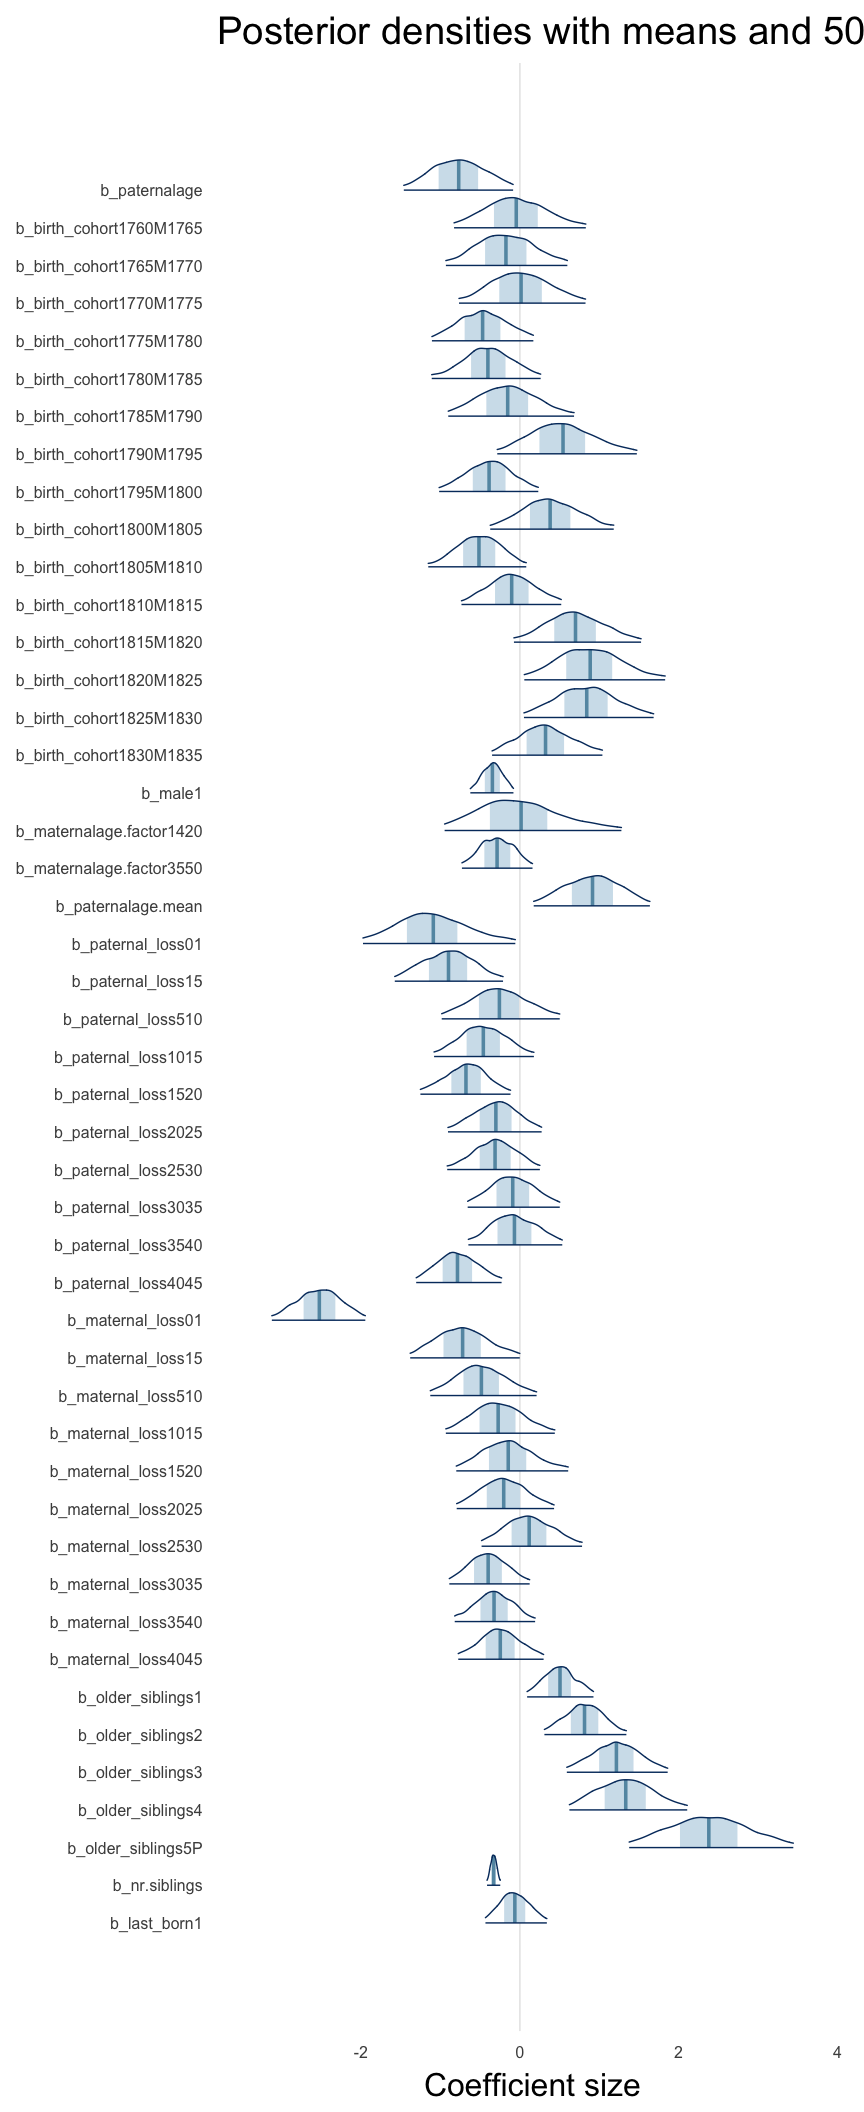 Posterior densities with means and 50
b_paternalage
b_birth_cohort1760M1765
b_birth_cohort1765M1770
b_birth_cohort1770M1775
b_birth_cohort1775M1780
b_birth_cohort1780M1785
b_birth_cohort1785M1790
b_birth_cohort1790M1795
b_birth_cohort1795M1800
b_birth_cohort1800M1805
b_birth_cohort1805M1810
b_birth_cohort1810M1815
b_birth_cohort1815M1820
b_birth_cohort1820M1825
b_birth_cohort1825M1830
b_birth_cohort1830M1835
b_male1
b_maternalage.factor1420
b_maternalage.factor3550
b_paternalage.mean
b_paternal_loss01
b_paternal_loss15
b_paternal_loss510
b_paternal_loss1015
b_paternal_loss1520
b_paternal_loss2025
b_paternal_loss2530
b_paternal_loss3035
b_paternal_loss3540
b_paternal_loss4045
b_maternal_loss01
b_maternal_loss15
b_maternal_loss510
b_maternal_loss1015
b_maternal_loss1520
b_maternal_loss2025
b_maternal_loss2530
b_maternal_loss3035
b_maternal_loss3540
b_maternal_loss4045
b_older_siblings1
b_older_siblings2
b_older_siblings3
b_older_siblings4
b_older_siblings5P
b_nr.siblings
b_last_born1
-2 0 2 4
Coefficient size